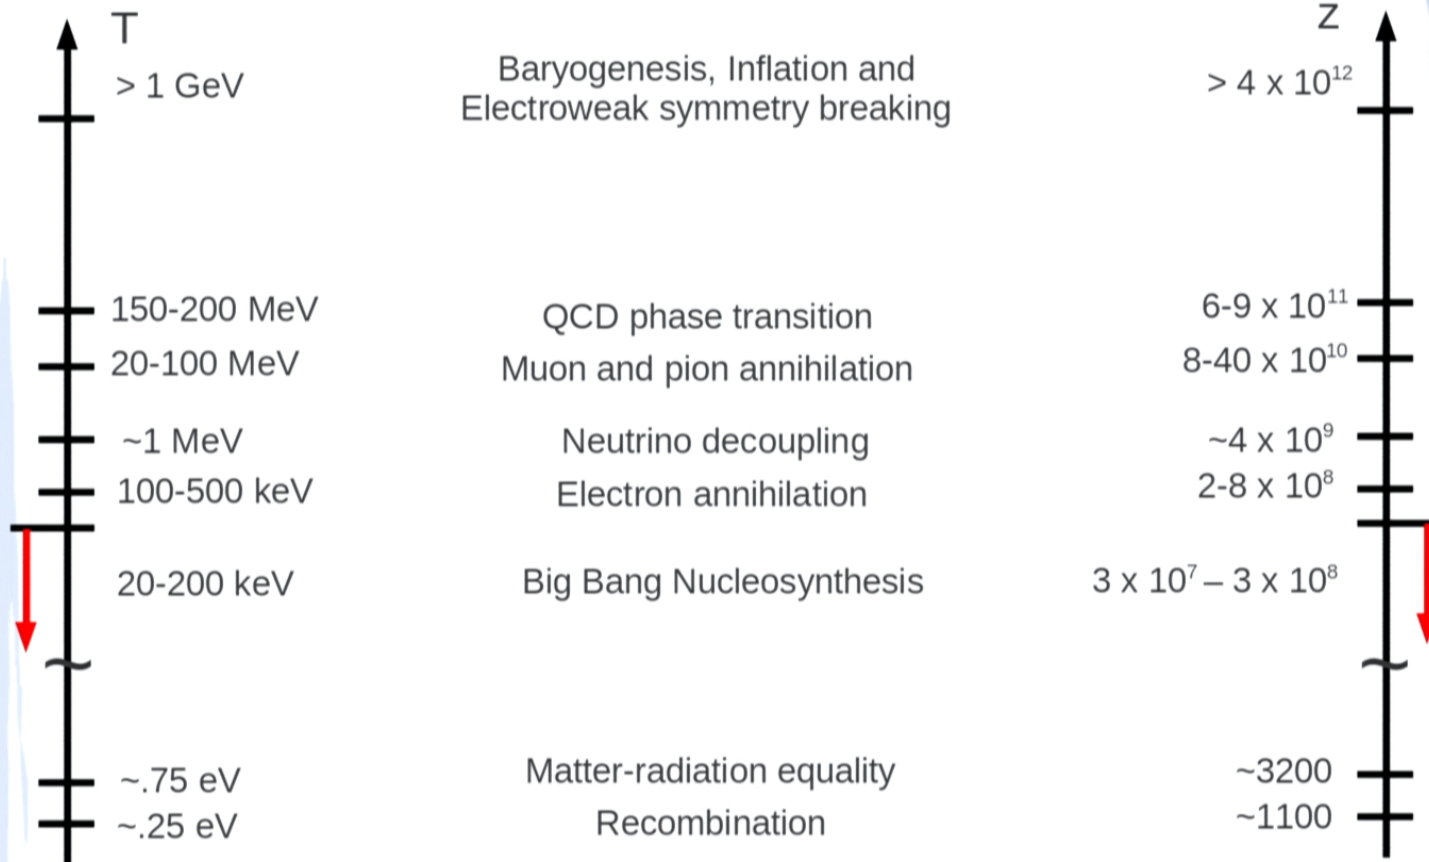 T
z
> 1 GeV
Baryogenesis, Inflation and
Electroweak symmetry breaking
> 4 x 10¹²
150-200 MeV
QCD phase transition
6-9 x 10¹¹
20-100 MeV
Muon and pion annihilation
8-40 x 10¹⁰
~1 MeV
Neutrino decoupling
~4 x 10⁹
100-500 keV
Electron annihilation
2-8 x 10⁸
20-200 keV
Big Bang Nucleosynthesis
3 x 10⁷ – 3 x 10⁸
~
~
~.75 eV
Matter-radiation equality
~3200
~.25 eV
Recombination
~1100